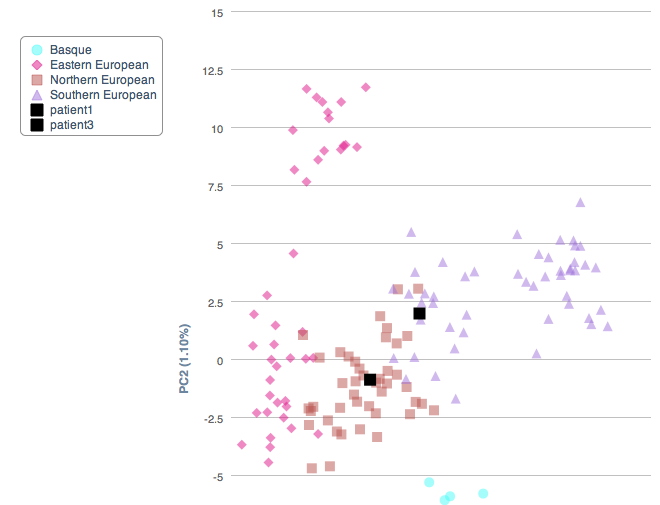 15
Basque
Eastern European
Northern European
Southern European
patient1
patient3
12.5
10
7.5
5
2.5
0
-2.5
-5
PC2 (1.10%)